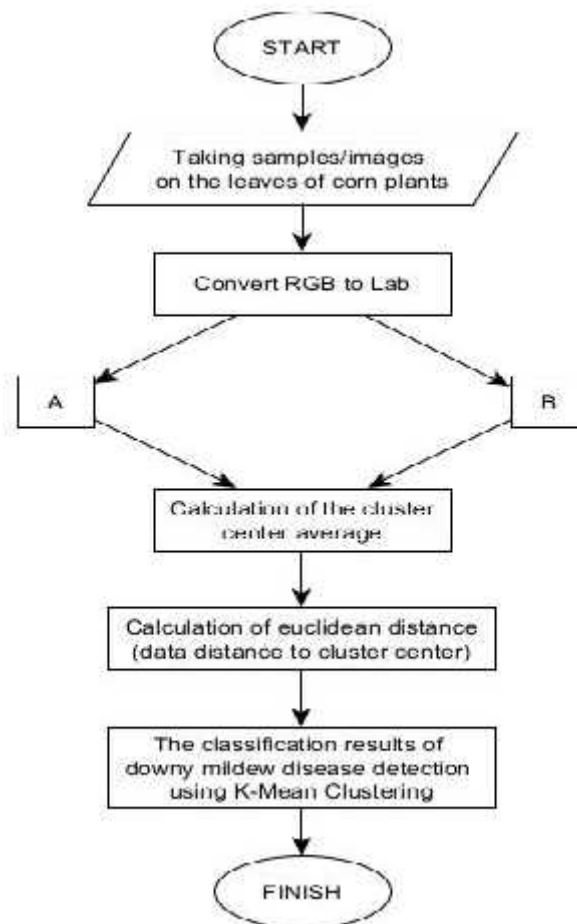 START
Taking samples/images
on the leaves of corn plants
Convert RGB to Lab
A
R
Calculation of the cluster
center average
Calculation of euclidean distance
(data distance to cluster center)
The classification results of
downy mildew disease detection
using K-Mean Clustering
FINISH